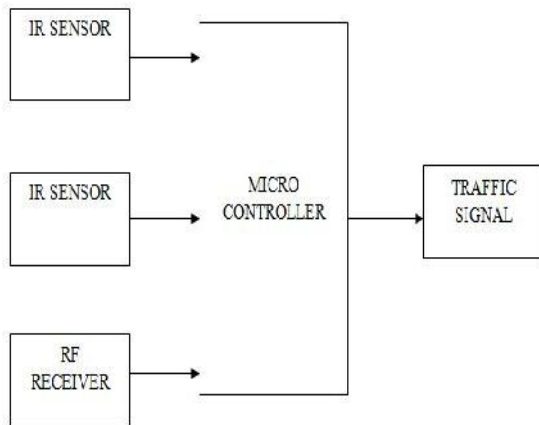 IR SENSOR
IR SENSOR
MICRO
CONTROLLER
TRAFFIC
SIGNAL
RF
RECEIVER